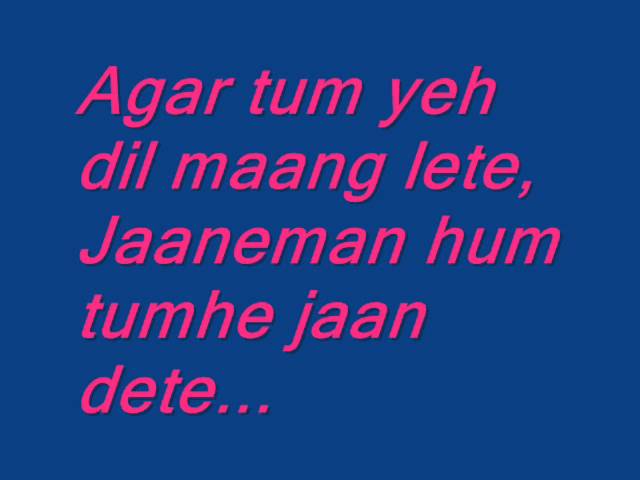 Agar tum yeh
dil maang lete,
Jaaneman hum
tumhe jaan
dete...